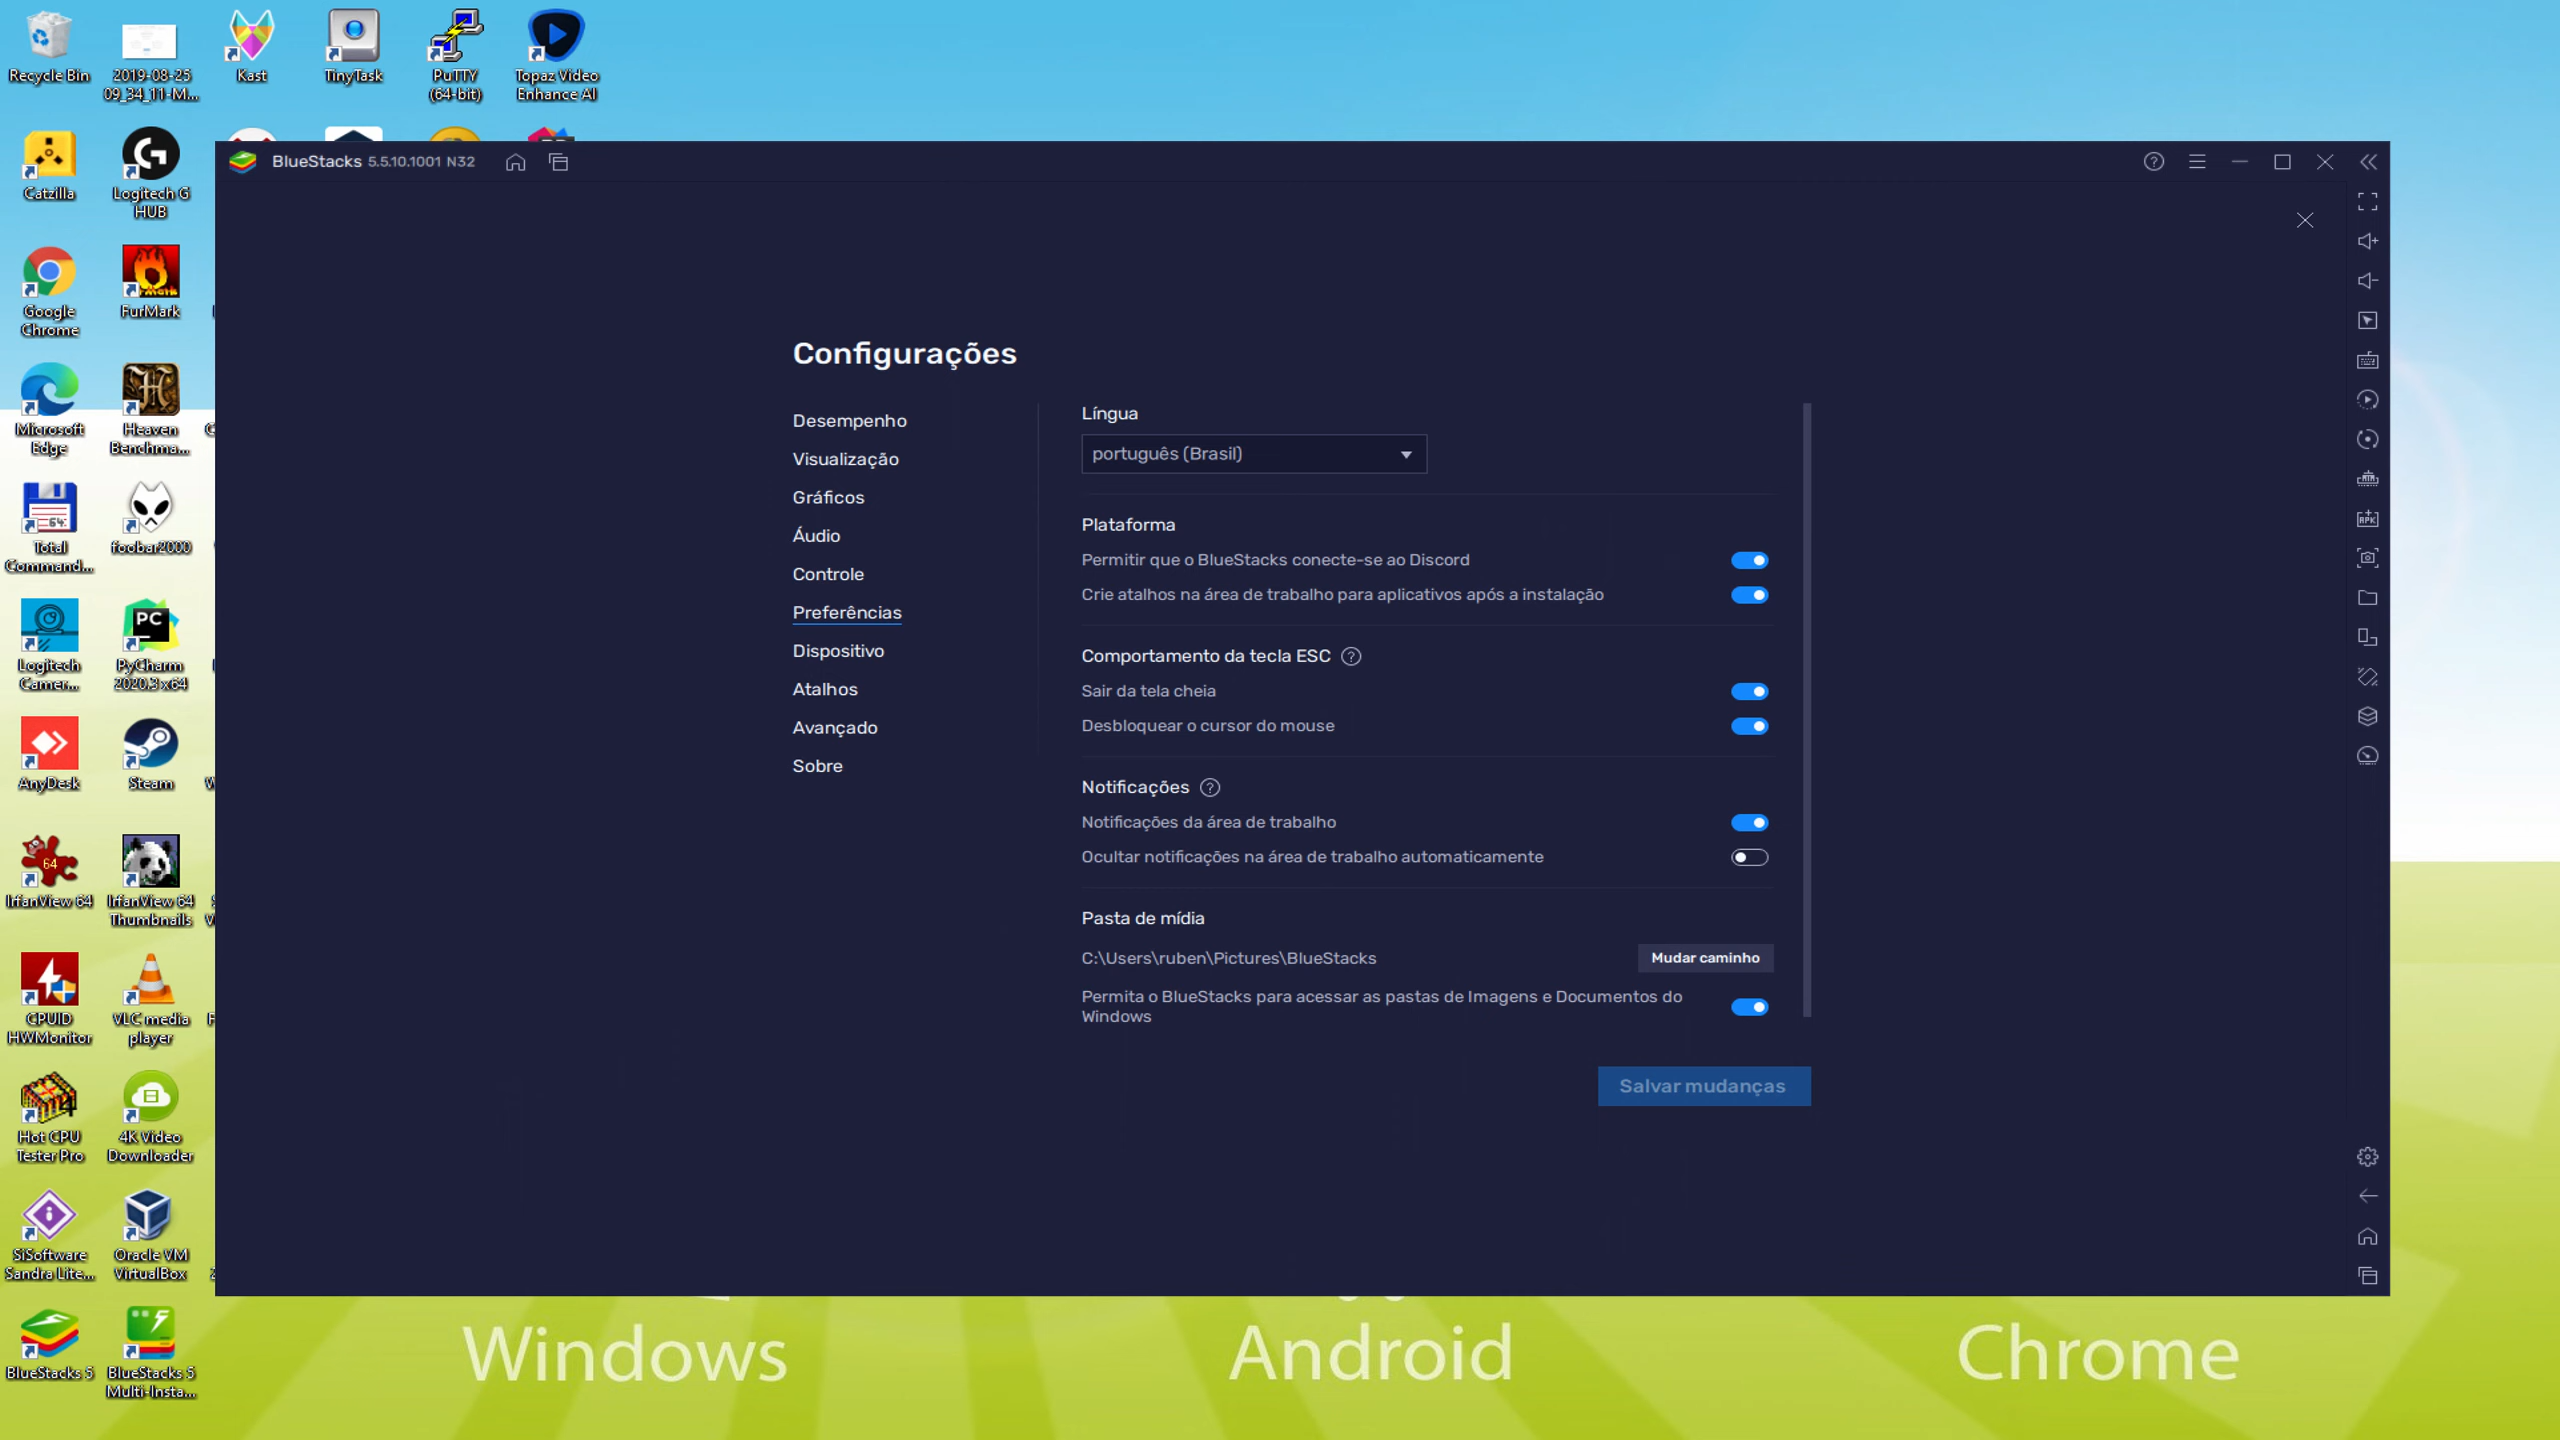 Recycle Bin
2019-08-25
09_34_11-M...
Kast
TinyTask
PuTTY
(64-bit)
Topaz Video
Enhance AI
Catzilla
Logitech G
HUB
Google
Chrome
FurMark
Microsoft
Edge
Heaven
Benchma...
Total
Command...
foobar2000
Logitech
Camer...
PyCharm
2020.3 x64
AnyDesk
Steam
IrfanView 64
IrfanView 64
Thumbnails
CPUID
HWMonitor
VLC media
player
Hot CPU
Tester Pro
4K Video
Downloader
SiSoftware
Sandra Lite...
Oracle VM
VirtualBox
BlueStacks 5
BlueStacks 5
Multi-Insta...
BlueStacks 5.5.10.1001 N32
Configurações
Desempenho
Visualização
Gráficos
Áudio
Controle
Preferências
Dispositivo
Atalhos
Avançado
Sobre
Língua
português (Brasil)
Plataforma
Permitir que o BlueStacks conecte-se ao Discord
Crie atalhos na área de trabalho para aplicativos após a instalação
Comportamento da tecla ESC
Sair da tela cheia
Desbloquear o cursor do mouse
Notificações
Notificações da área de trabalho
Ocultar notificações na área de trabalho automaticamente
Pasta de mídia
C:\Users\ruben\Pictures\BlueStacks
Mudar caminho
Permita o BlueStacks para acessar as pastas de Imagens e Documentos do
Windows
Salvar mudanças
Windows
Android
Chrome